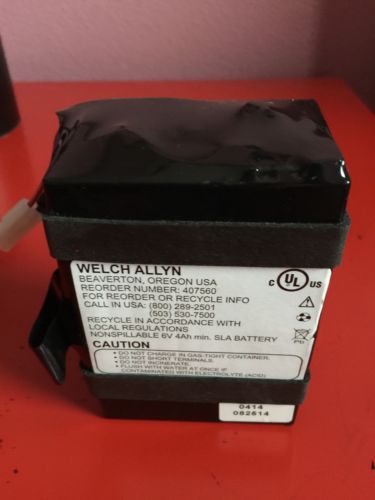 WELCH ALLYN
BEAVERTON, OREGON USA
REORDER NUMBER: 407560
FOR REORDER OR RECYCLE INFO
CALL IN USA: (800) 289-2501
(503) 530-7500
RECYCLE IN ACCORDANCE WITH
LOCAL REGULATIONS
NONSPILLABLE 6V 4Ah min. SLA BATTERY
CAUTION
• DO NOT CHARGE IN GAS-TIGHT CONTAINER.
• DO NOT SHORT TERMINALS.
• DO NOT INCINERATE.
• FLUSH WITH WATER AT ONCE IF
CONTAMINATED WITH ELECTROLYTE (ACID)
C UL US
Pb
0414
082614